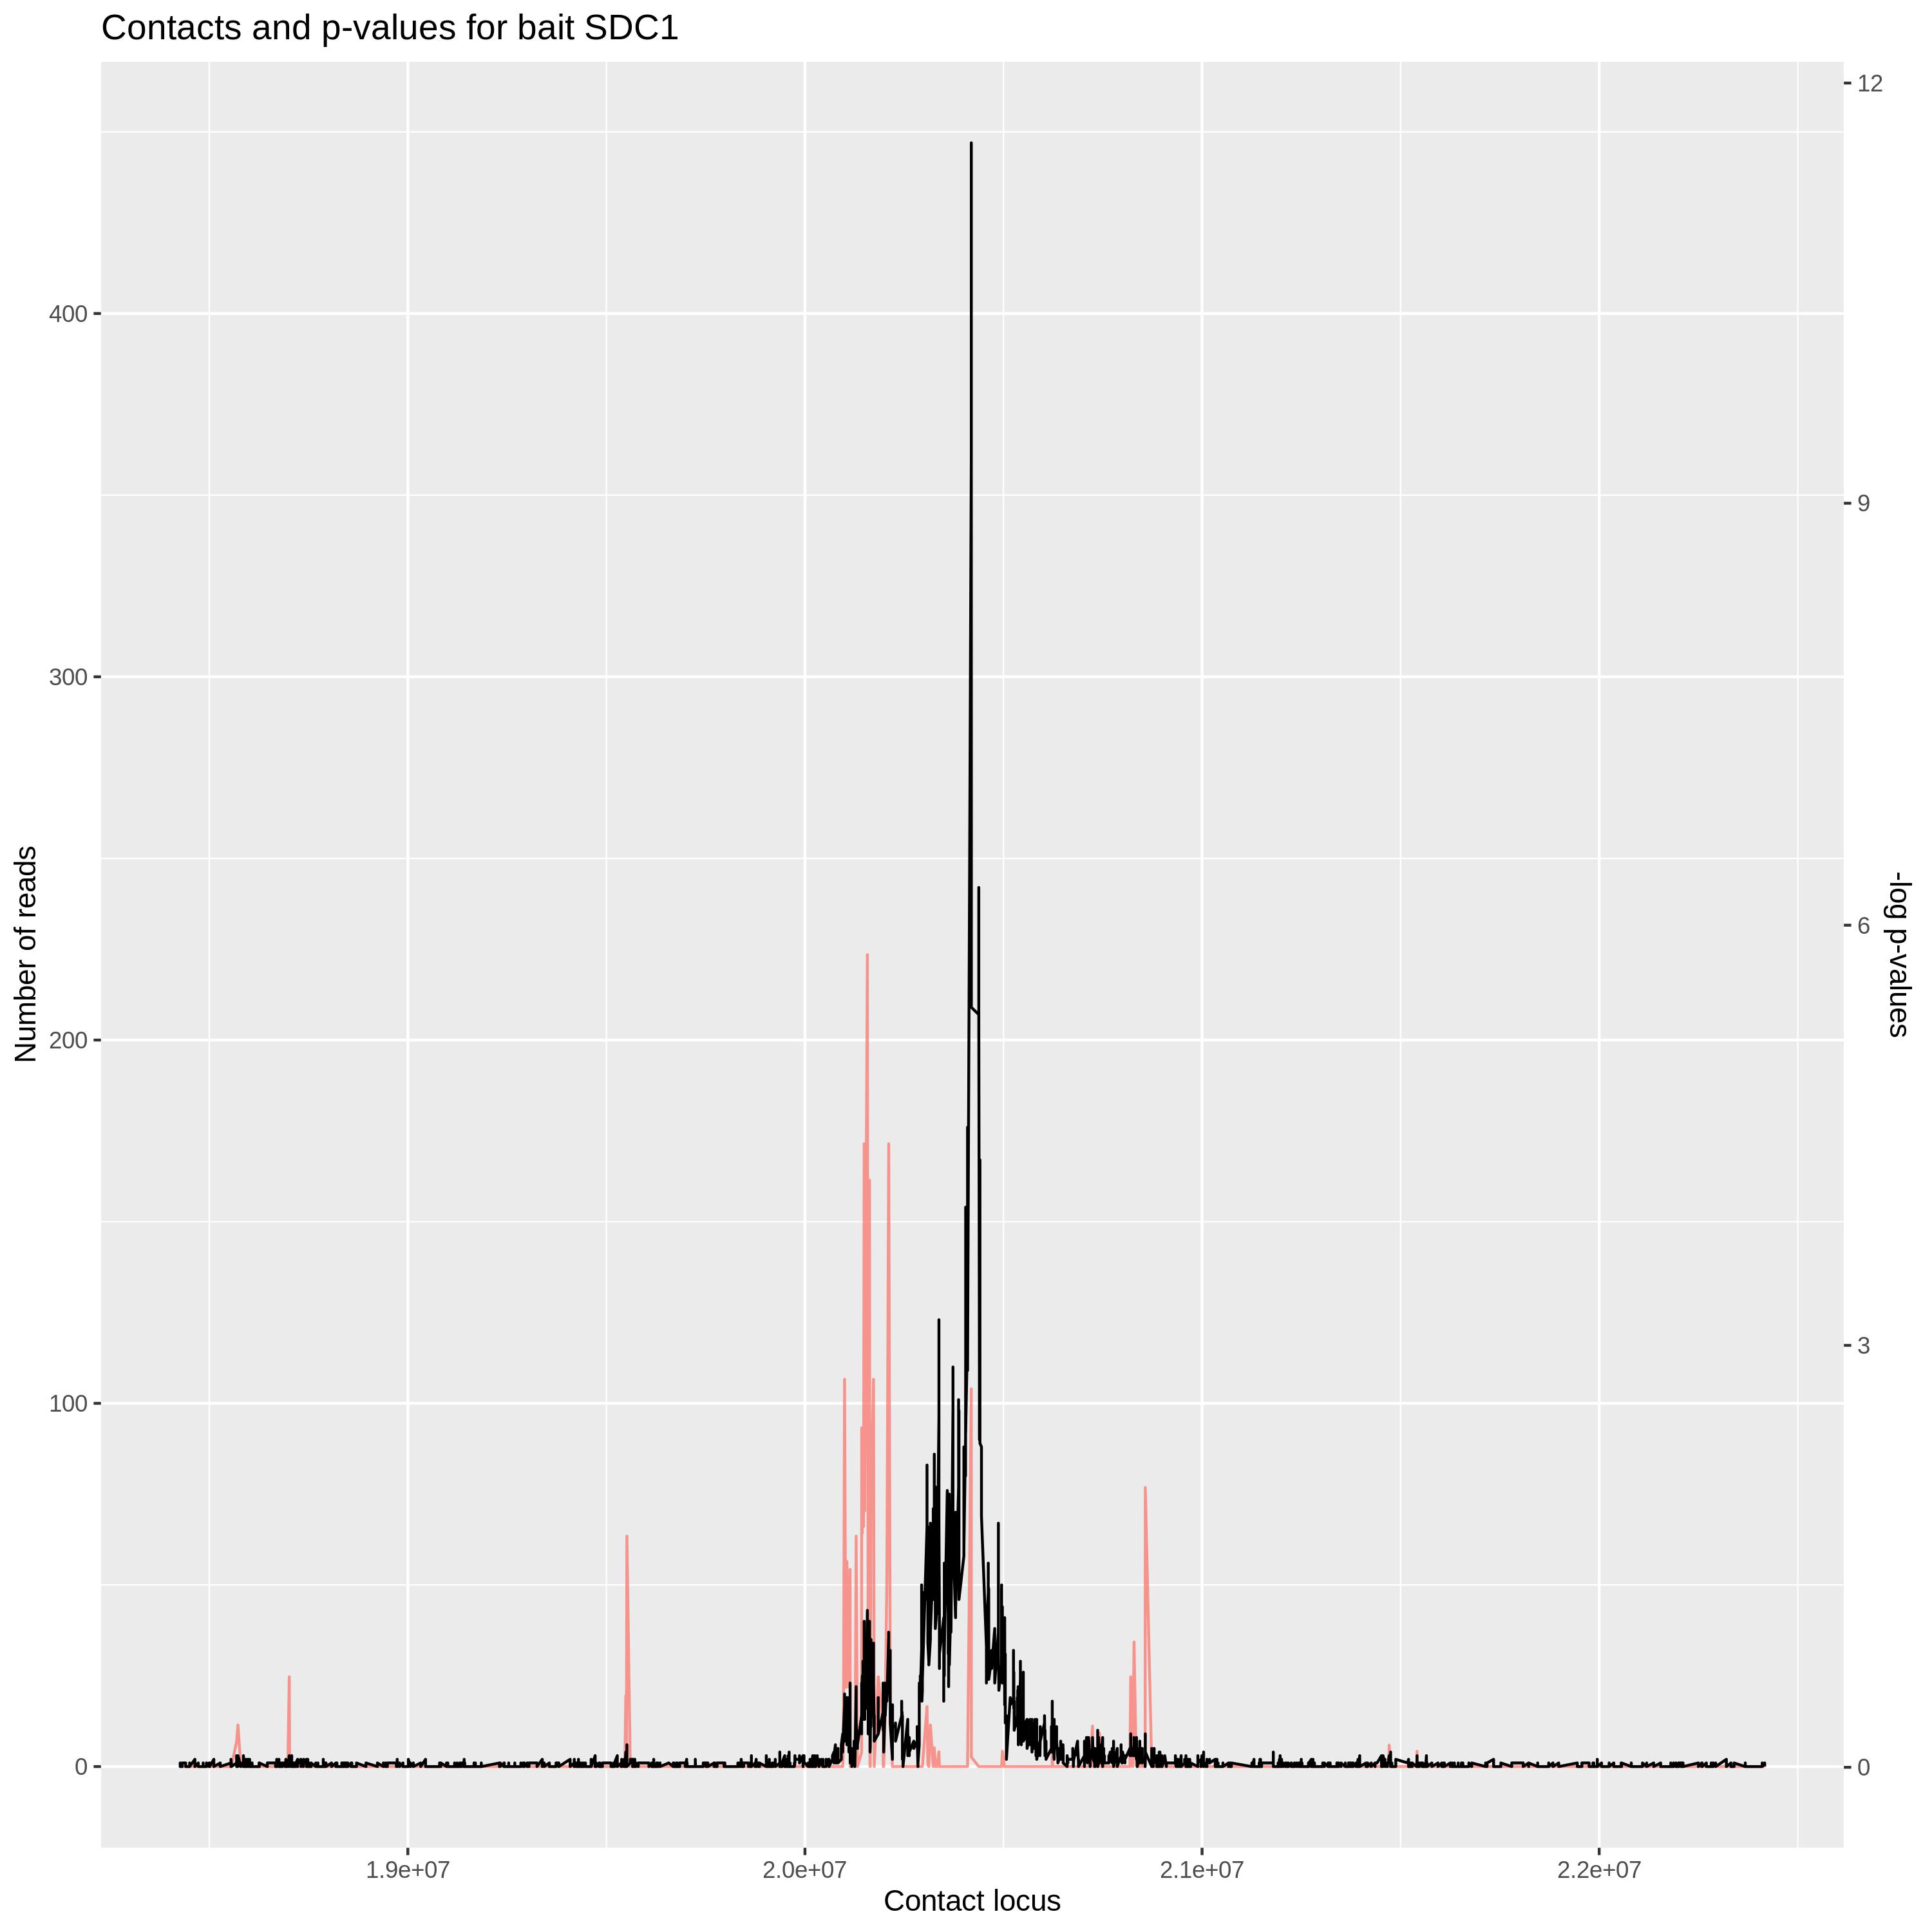 Contacts and p-values for bait SDC1
12
400
9
300
Number of reads
-log p-values
6
200
3
100
0
0
1.9e+07
2.0e+07
2.1e+07
2.2e+07
Contact locus